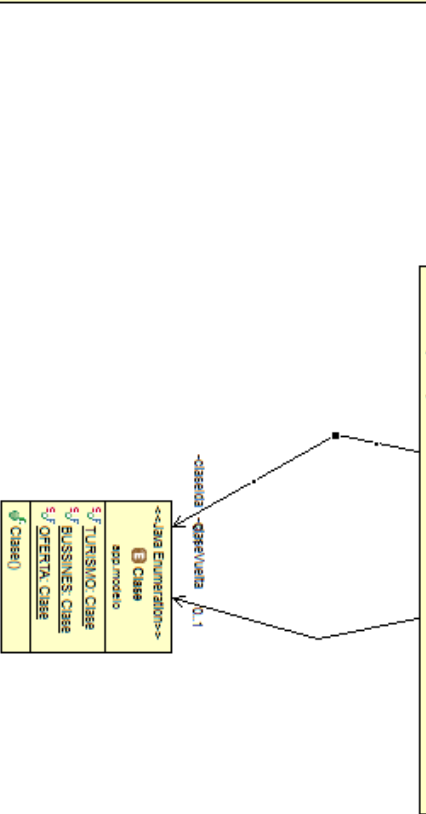 -claseIda
-claseVuelta
0..1
<<Java Enumeration>>
Clase
app.modelo
TURISMO: Clase
BUSSINES: Clase
OFERTA: Clase
Clase()